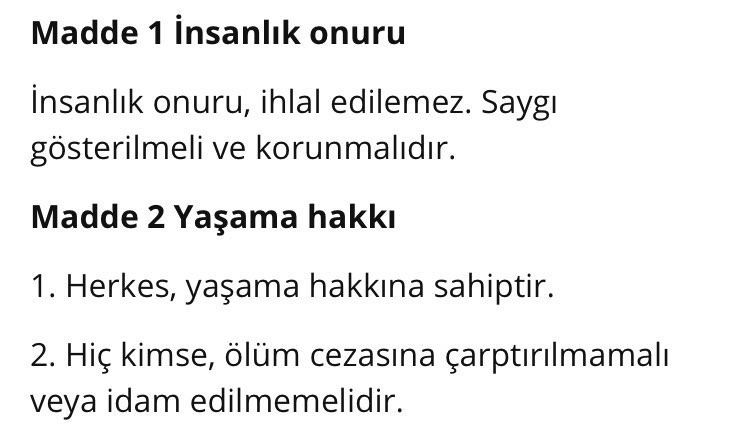 Madde 1 İnsanlık onuru
İnsanlık onuru, ihlal edilemez. Saygı
gösterilmeli ve korunmalıdır.
Madde 2 Yaşama hakkı
1. Herkes, yaşama hakkına sahiptir.
2. Hiç kimse, ölüm cezasına çarptırılmamalı
veya idam edilmemelidir.